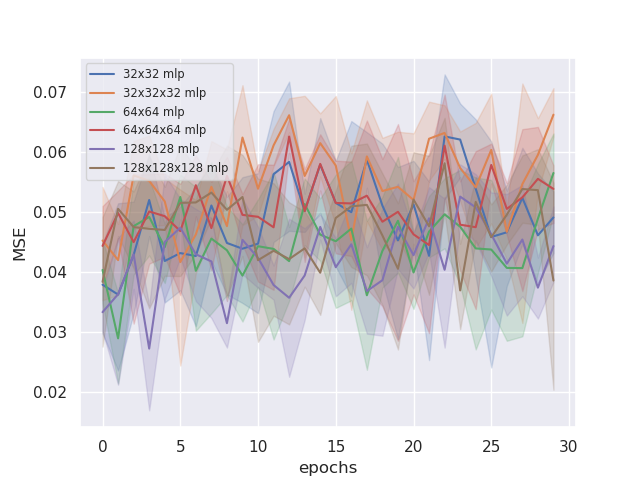 32x32 mlp
32x32x32 mlp
64x64 mlp
64x64x64 mlp
128x128 mlp
128x128x128 mlp
0.07
0.06
0.05
0.04
0.03
0.02
MSE
0 5 10 15 20 25 30
epochs